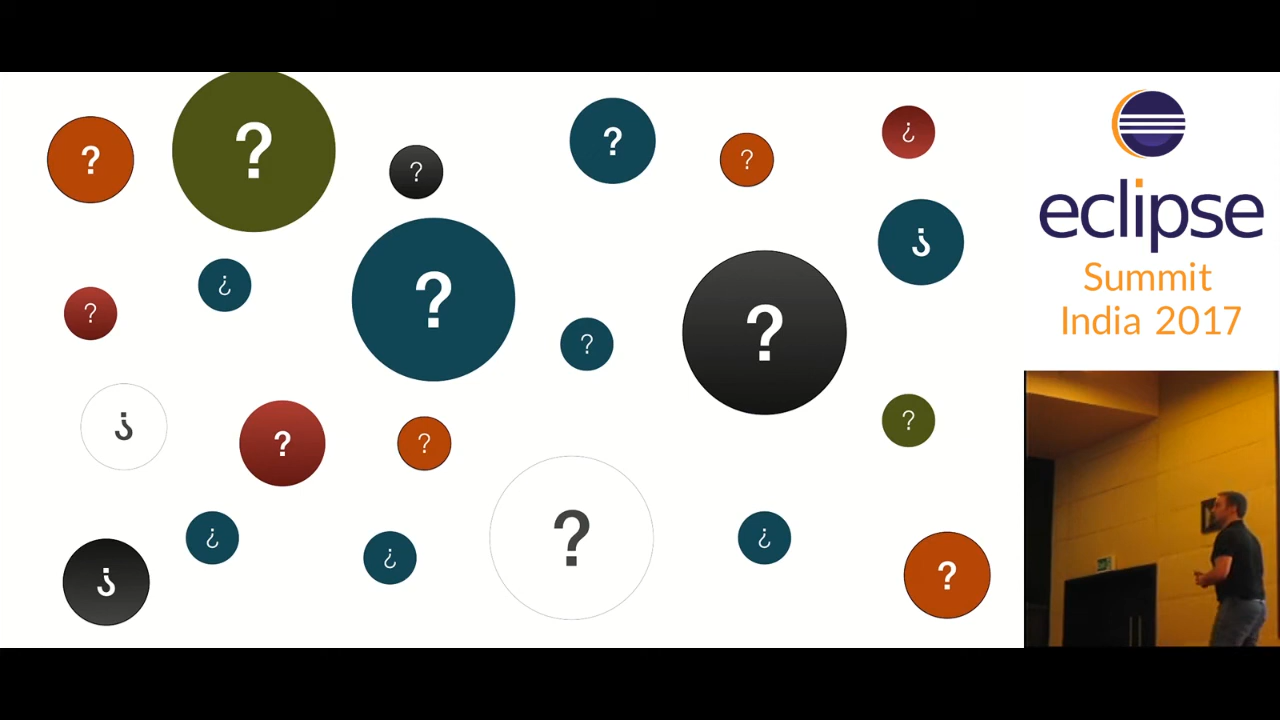 ? ? ? ? ? ¿
? ¿ ? ? ? ¿
¿ ? ? ?
¿ ¿ ¿ ? ¿ ?
eclipse
Summit
India 2017